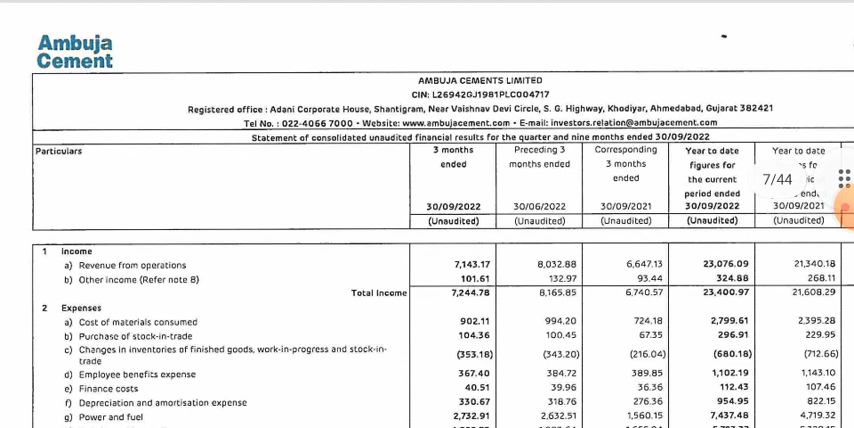 Ambuja
Cement
AMBUJA CEMENTS LIMITED
CIN: L26942GJ1981PLC004717
Registered office : Adani Corporate House, Shantigram, Near Vaishnav Devi Circle, S. G. Highway, Khodiyar, Ahmedabad, Gujarat 382421
Tel No. : 022-4066 7000 • Website: www.ambujacement.com • E-mail: investors.relation@ambujacement.com
Statement of consolidated unaudited financial results for the quarter and nine months ended 30/09/2022
Particulars 3 months Preceding 3 Corresponding Year to date Year to date
ended months ended 3 months figures for
ended the current
period ended
7/44
30/09/2022 30/06/2022 30/09/2021 30/09/2022 30/09/2021
(Unaudited) (Unaudited) (Unaudited) (Unaudited) (Unaudited)
1 Income
a) Revenue from operations 7,143.17 8,032.88 6,647.13 23,076.09 21,340.18
b) Other income (Refer note 8) 101.61 132.97 93.44 324.88 268.11
Total Income 7,244.78 8,165.85 6,740.57 23,400.97 21,608.29
2 Expenses
a) Cost of materials consumed 902.11 994.20 724.18 2,799.61 2,395.28
b) Purchase of stock-in-trade 104.36 100.45 67.35 296.91 229.95
c) Changes in inventories of finished goods, work-in-progress and stock-in-
trade (353.18) (343.20) (216.04) (680.18) (712.66)
d) Employee benefits expense 367.40 384.72 389.85 1,102.19 1,143.10
e) Finance costs 40.51 39.96 36.36 112.43 107.46
f) Depreciation and amortisation expense 330.67 318.76 276.36 954.95 822.15
g) Power and fuel 2,732.91 2,632.51 1,560.15 7,437.48 4,719.32